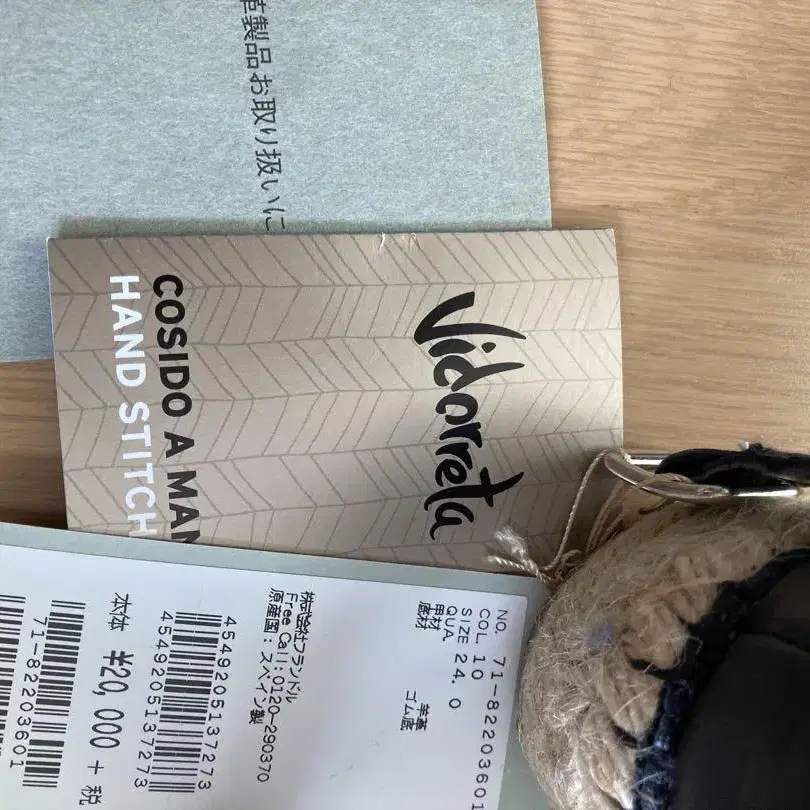 革製品お取り扱いに
Vidorreta
COSIDO A MAN
HAND STITCH
NO. 71-82203601
COL 10
SIZE 24.0
QUA
甲材 羊革
底材 ゴム底
株式会社フランドル
Free Call:0120-290370
原産国:スペイン製
4549205137273
4549205137273
本体 ¥20,000 + 税
71-82203601